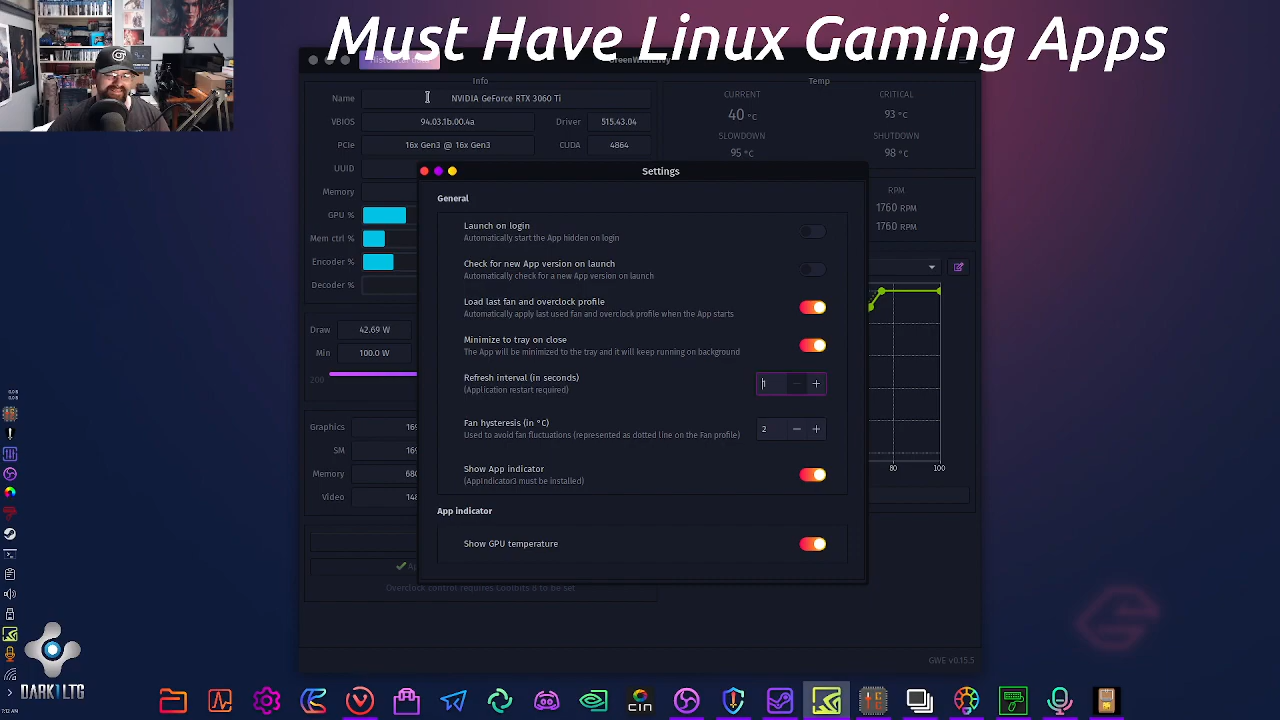 Must Have Linux Gaming Apps
Info
Temp
Name
NVIDIA GeForce RTX 3060 Ti
CURRENT
CRITICAL
40 °C
93 °C
VBIOS
94.03.1b.00.4a
Driver
515.43.04
SLOWDOWN
SHUTDOWN
PCIe
16x Gen3 @ 16x Gen3
CUDA
4864
95 °C
98 °C
UUID
Settings
Memory
RPM
General
1760 RPM
GPU %
1760 RPM
Launch on login
Automatically start the App hidden on login
Mem ctrl %
Encoder %
Check for new App version on launch
Automatically check for a new App version on launch
Decoder %
Load last fan and overclock profile
Automatically apply last used fan and overclock profile when the App starts
Draw
42.69 W
Minimize to tray on close
The App will be minimized to the tray and it will keep running on background
Min
100.0 W
200
Refresh interval (in seconds)
(Application restart required)
1
Fan hysteresis (in °C)
Used to avoid fan fluctuations (represented as dotted line on the Fan profile)
2
Graphics
SM
Memory
Video
80
100
Show App indicator
(AppIndicator3 must be installed)
App indicator
Show GPU temperature
Overclock control requires Coolbits 8 to be set
GWE v0.15.5
DARK1LTG
7:12 AM